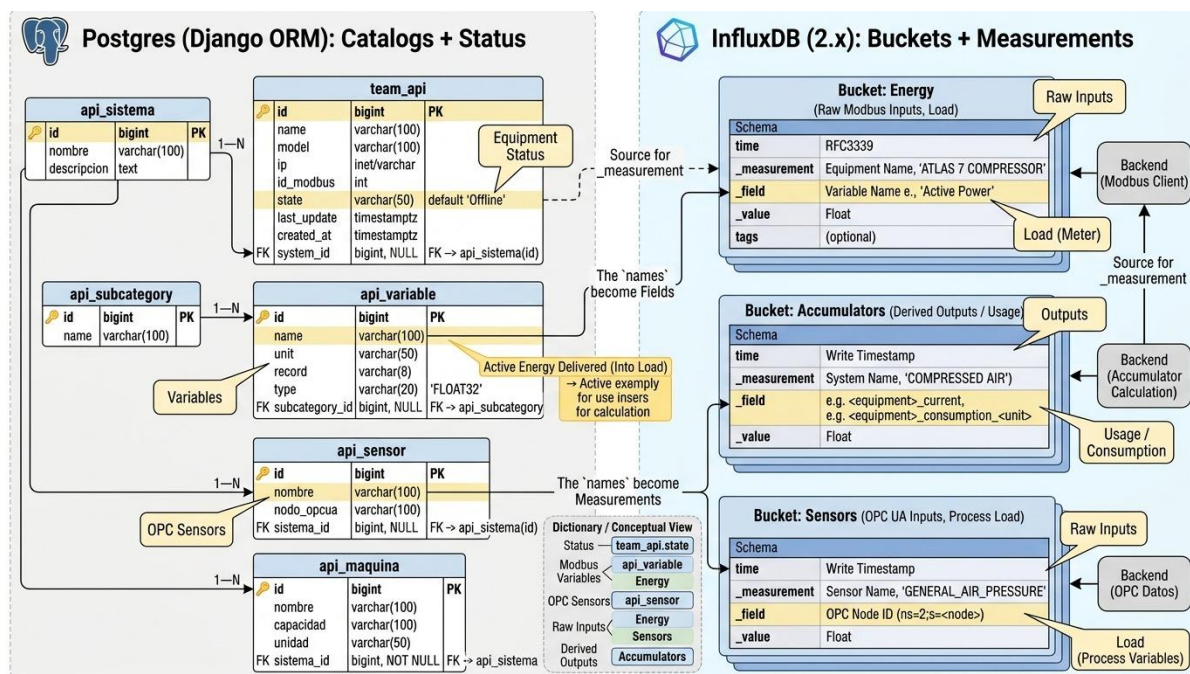 Postgres (Django ORM): Catalogs + Status
api_sistema
id bigint PK
nombre varchar(100)
descripcion text
1—N
team_api
id bigint PK
name varchar(100)
model varchar(100)
ip inet/varchar
id_modbus int
state varchar(50) default 'Offline'
last_update timestamptz
created_at timestamptz
FK system_id bigint, NULL FK → api_sistema(id)
Equipment
Status
api_subcategory
id bigint PK
name varchar(100)
1—N
api_variable
id bigint PK
name varchar(100)
unit varchar(50)
record varchar(8)
type varchar(20) 'FLOAT32'
FK subcategory_id bigint, NULL FK → api_subcategory
Variables
Active Energy Delivered (Into Load)
→ Active examply
for use insers
for calculation
1—N
api_sensor
id bigint PK
nombre varchar(100)
nodo_opcua varchar(100)
FK sistema_id bigint, NULL FK → api_sistema(id)
OPC Sensors
1—N
api_maquina
id bigint PK
nombre varchar(100)
capacidad varchar(100)
unidad varchar(50)
FK sistema_id bigint, NOT NULL FK → api_sistema
Source for
_measurement
The `names`
become Fields
The `names` become
Measurements
Dictionary / Conceptual View
Status team_api.state
Modbus
Variables
api_variable
Energy
OPC Sensors api_sensor
Raw Inputs
Energy
Sensors
Derived
Outputs
Accumulators
InfluxDB (2.x): Buckets + Measurements
Bucket: Energy
(Raw Modbus Inputs, Load)
Schema
time RFC3339
_measurement Equipment Name, 'ATLAS 7 COMPRESSOR'
_field Variable Name e., 'Active Power'
_value Float
tags (optional)
Raw Inputs
Load (Meter)
Backend
(Modbus Client)
Source for
_measurement
Bucket: Accumulators (Derived Outputs / Usage)
Schema
time Write Timestamp
_measurement System Name, 'COMPRESSED AIR')
_field e.g. <equipment>_current,
e.g. <equipment>_consumption_<unit>
_value Float
Outputs
Usage /
Consumption
Backend
(Accumulator
Calculation)
Bucket: Sensors (OPC UA Inputs, Process Load)
Schema
time Write Timestamp
_measurement Sensor Name, 'GENERAL_AIR_PRESSURE'
_field OPC Node ID (ns=2;s=<node>)
_value Float
Raw Inputs
Load
(Process Variables)
Backend
(OPC Datos)